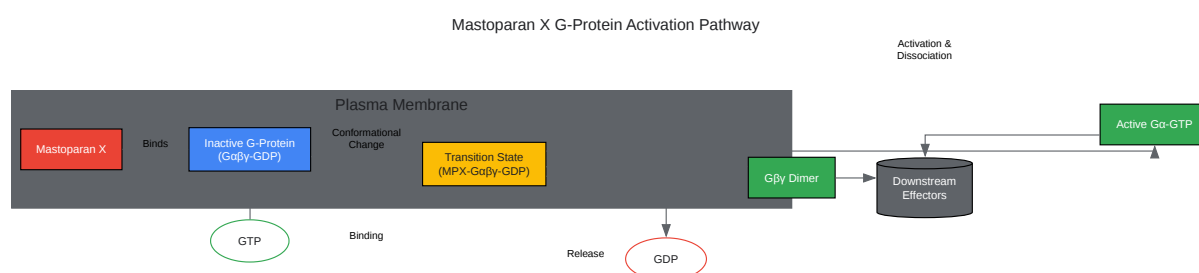 Mastoparan X G-Protein Activation Pathway
Activation &
Dissociation
Plasma Membrane
Mastoparan X
Binds
Inactive G-Protein
(Gαβγ-GDP)
Conformational
Change
Transition State
(MPX-Gαβγ-GDP)
Active Gα-GTP
Gβγ Dimer
Downstream
Effectors
GTP
Binding
Release
GDP